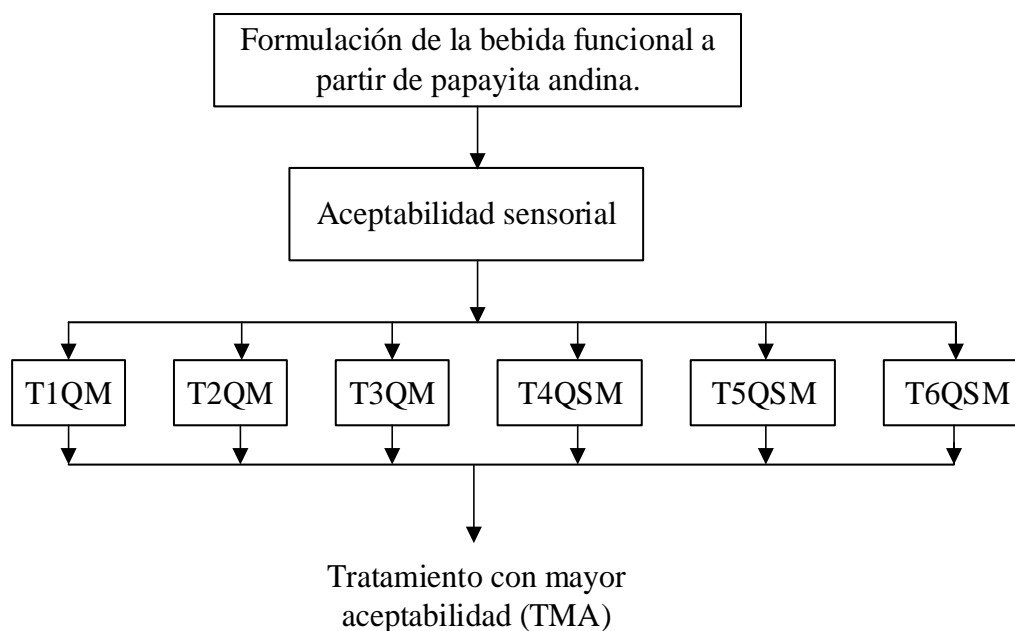 Formulación de la bebida funcional a
partir de papayita andina.
Aceptabilidad sensorial
T1QM
T2QM
T3QM
T4QSM
T5QSM
T6QSM
Tratamiento con mayor
aceptabilidad (TMA)